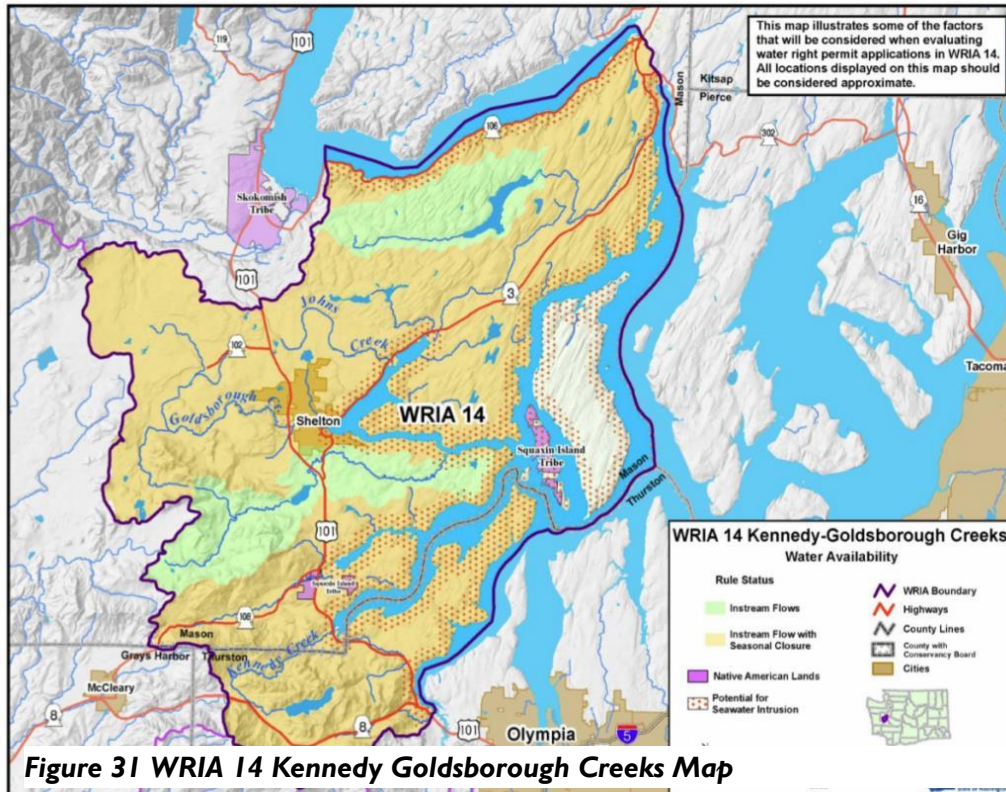 This map illustrates some of the factors
that will be considered when evaluating
water right permit applications in WRIA 14.
All locations displayed on this map should
be considered approximate.
119
101
Mason
Kitsap
Pierce
106
302
Skokomish
Tribe
16
Gig
Harbor
101
3
Johns
Creek
102
Tacoma
Goldsborough
Cr
Shelton
WRIA 14
Squaxin Island
Tribe
Mason
Thurston
101
Squaxin Island
Tribe
108
Mason
Grays Harbor
Thurston
Kennedy Creek
McCleary
8
8
101
Olympia
5
WRIA 14 Kennedy-Goldsborough Creeks
Water Availability
Rule Status
Instream Flows
Instream Flow with
Seasonal Closure
Native American Lands
Potential for
Seawater Intrusion
WRIA Boundary
Highways
County Lines
County with
Conservancy Board
Cities
Figure 31 WRIA 14 Kennedy Goldsborough Creeks Map